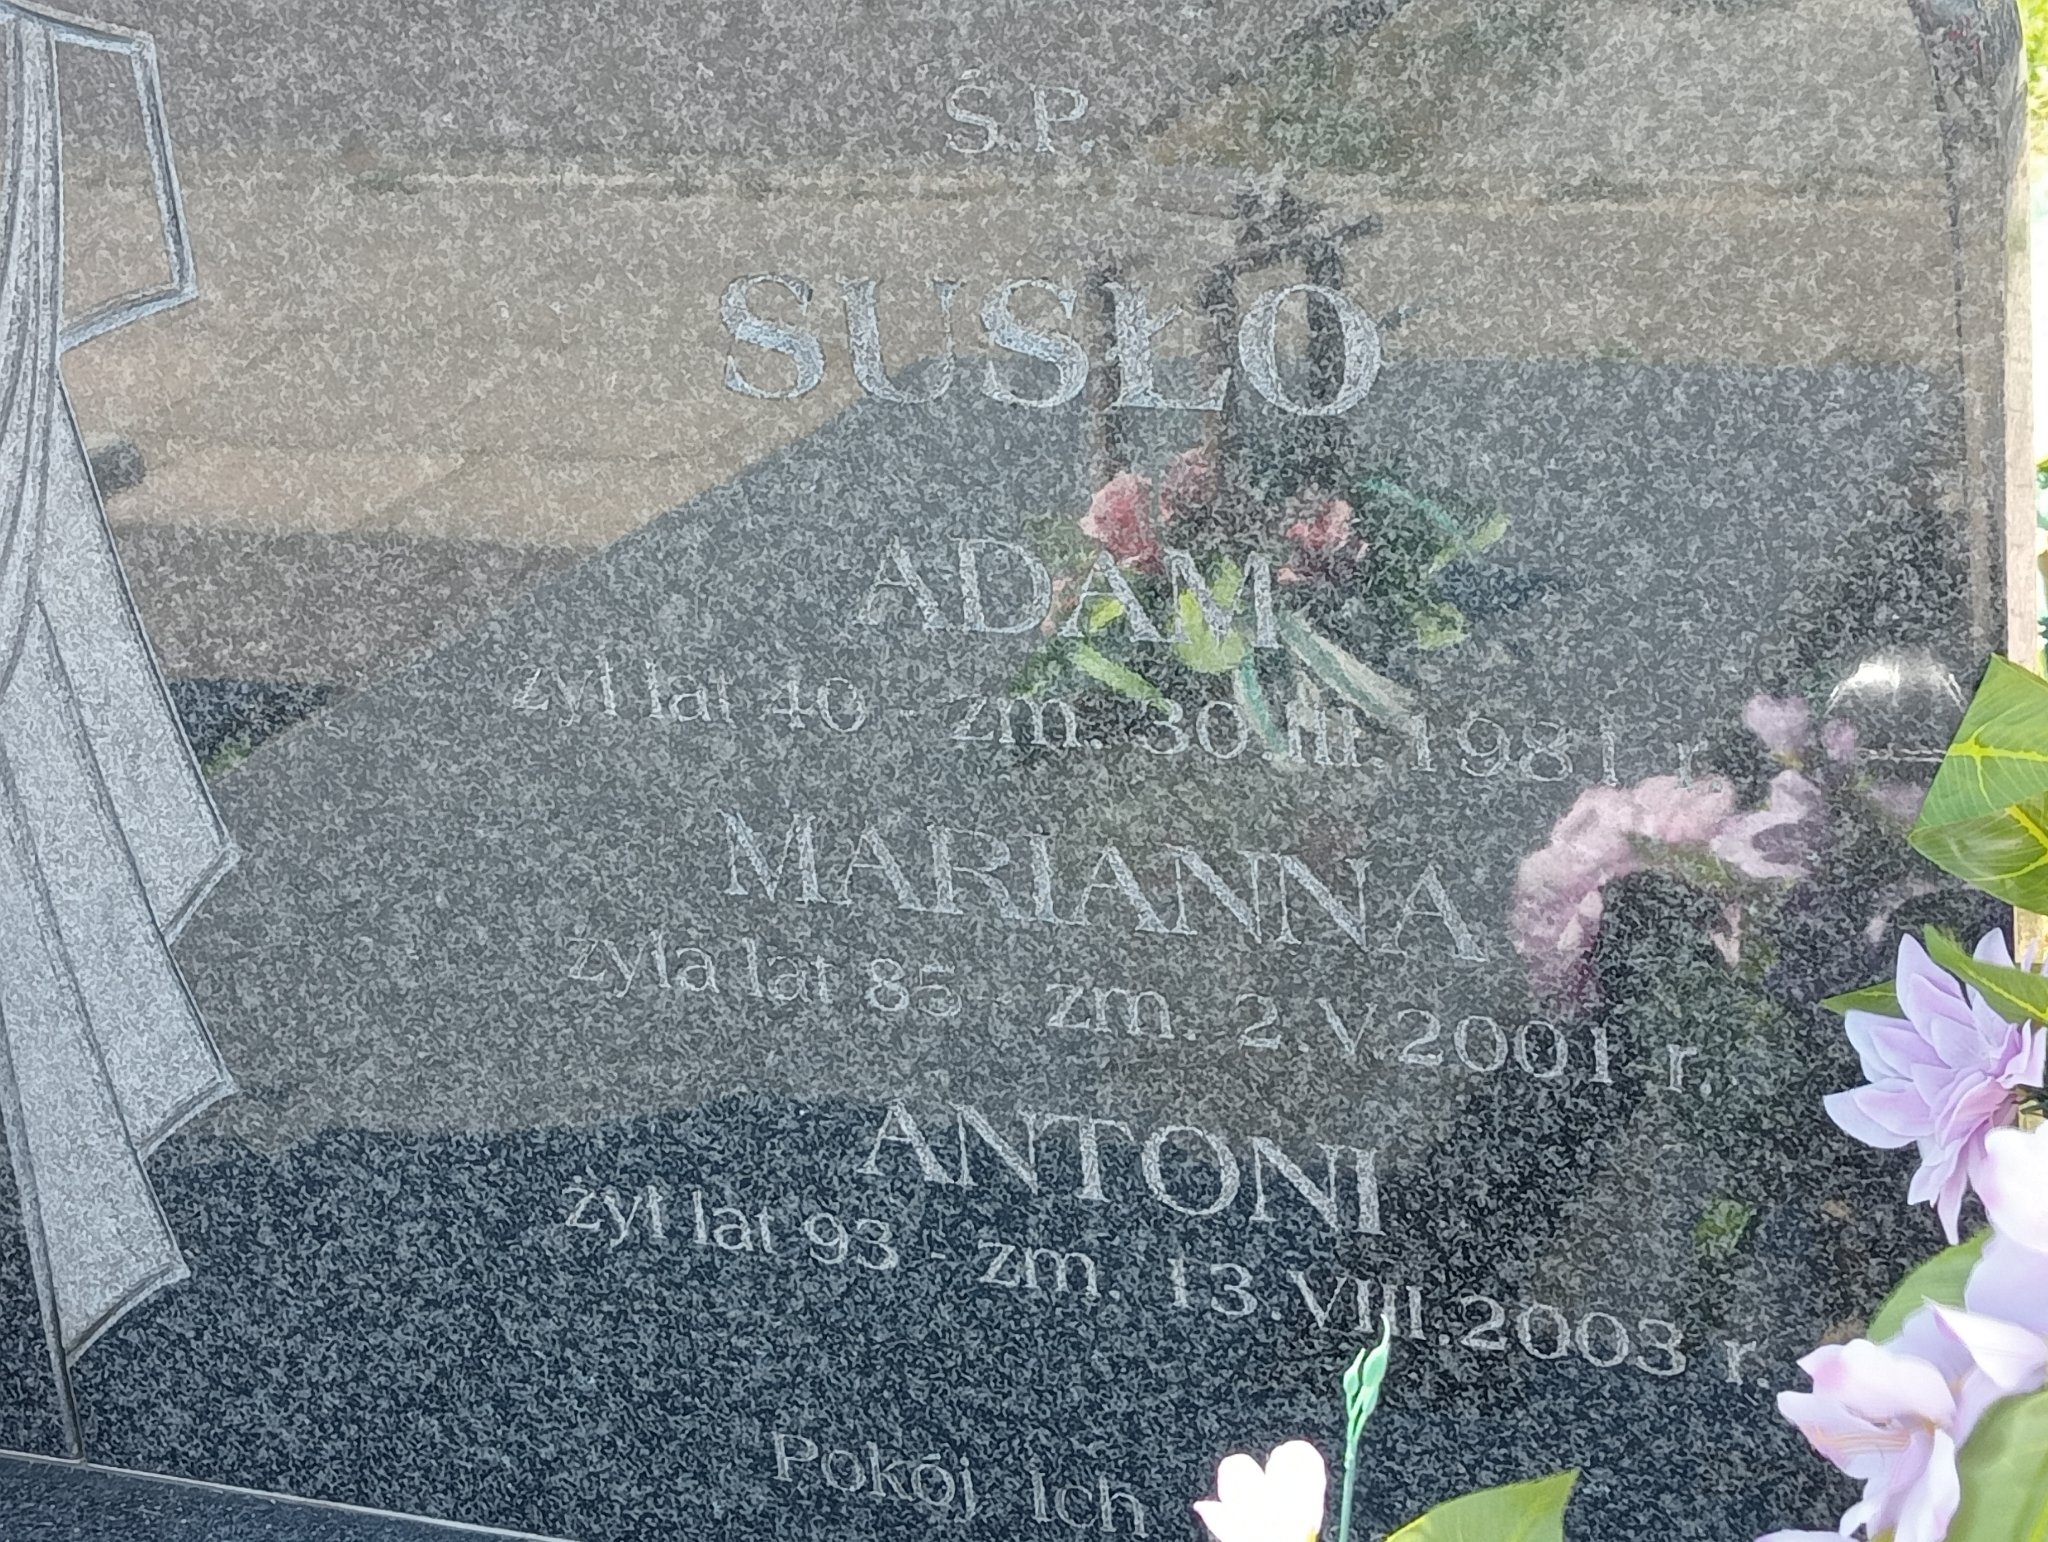 Ś.P.
SUSŁO
ADAM
żył lat 40 - zm. 30.III.1981 r
MARIANNA
żyła lat 85 - zm. 2.V.2001 r
ANTONI
żył lat 93 - zm. 13.VIII.2003 r.
Pokój Ich